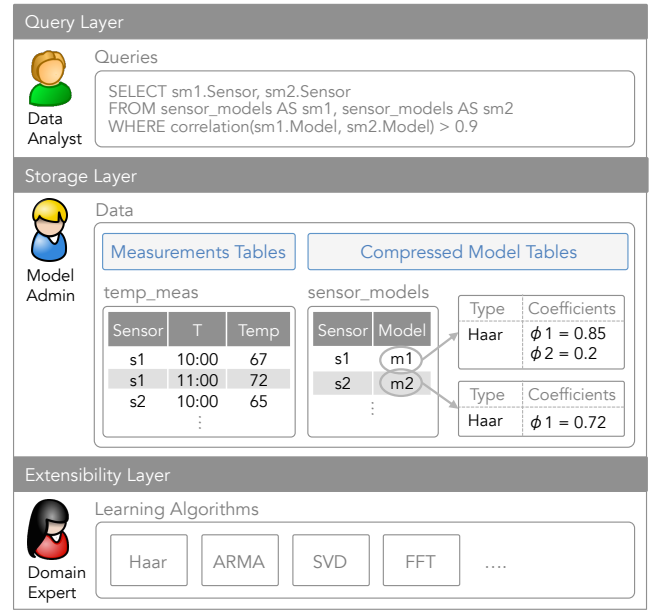 Query Layer
Queries
SELECT sm1.Sensor, sm2.Sensor
FROM sensor_models AS sm1, sensor_models AS sm2
WHERE correlation(sm1.Model, sm2.Model) > 0.9
Data
Analyst
Storage Layer
Data
Model
Admin
Measurements Tables
Compressed Model Tables
temp_meas
Sensor T Temp
s1 10:00 67
s1 11:00 72
s2 10:00 65
⋮
sensor_models
Sensor Model
s1 m1
s2 m2
⋮
Type Coefficients
Haar ϕ1 = 0.85
ϕ2 = 0.2
Type Coefficients
Haar ϕ1 = 0.72
Extensibility Layer
Learning Algorithms
Domain
Expert
Haar ARMA SVD FFT ....